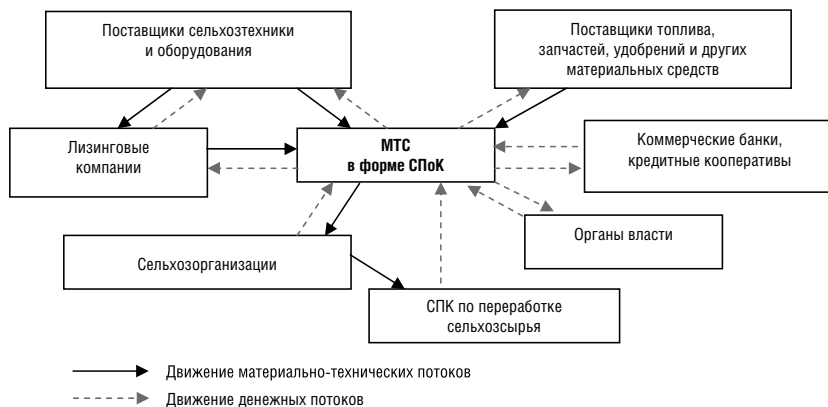 Поставщики сельхозтехники
и оборудования
Поставщики топлива,
запчастей, удобрений и других
материальных средств
Лизинговые
компании
МТС
в форме СПоК
Коммерческие банки,
кредитные кооперативы
Органы власти
Сельхозорганизации
СПК по переработке
сельхозсырья
Движение материально-технических потоков
Движение денежных потоков